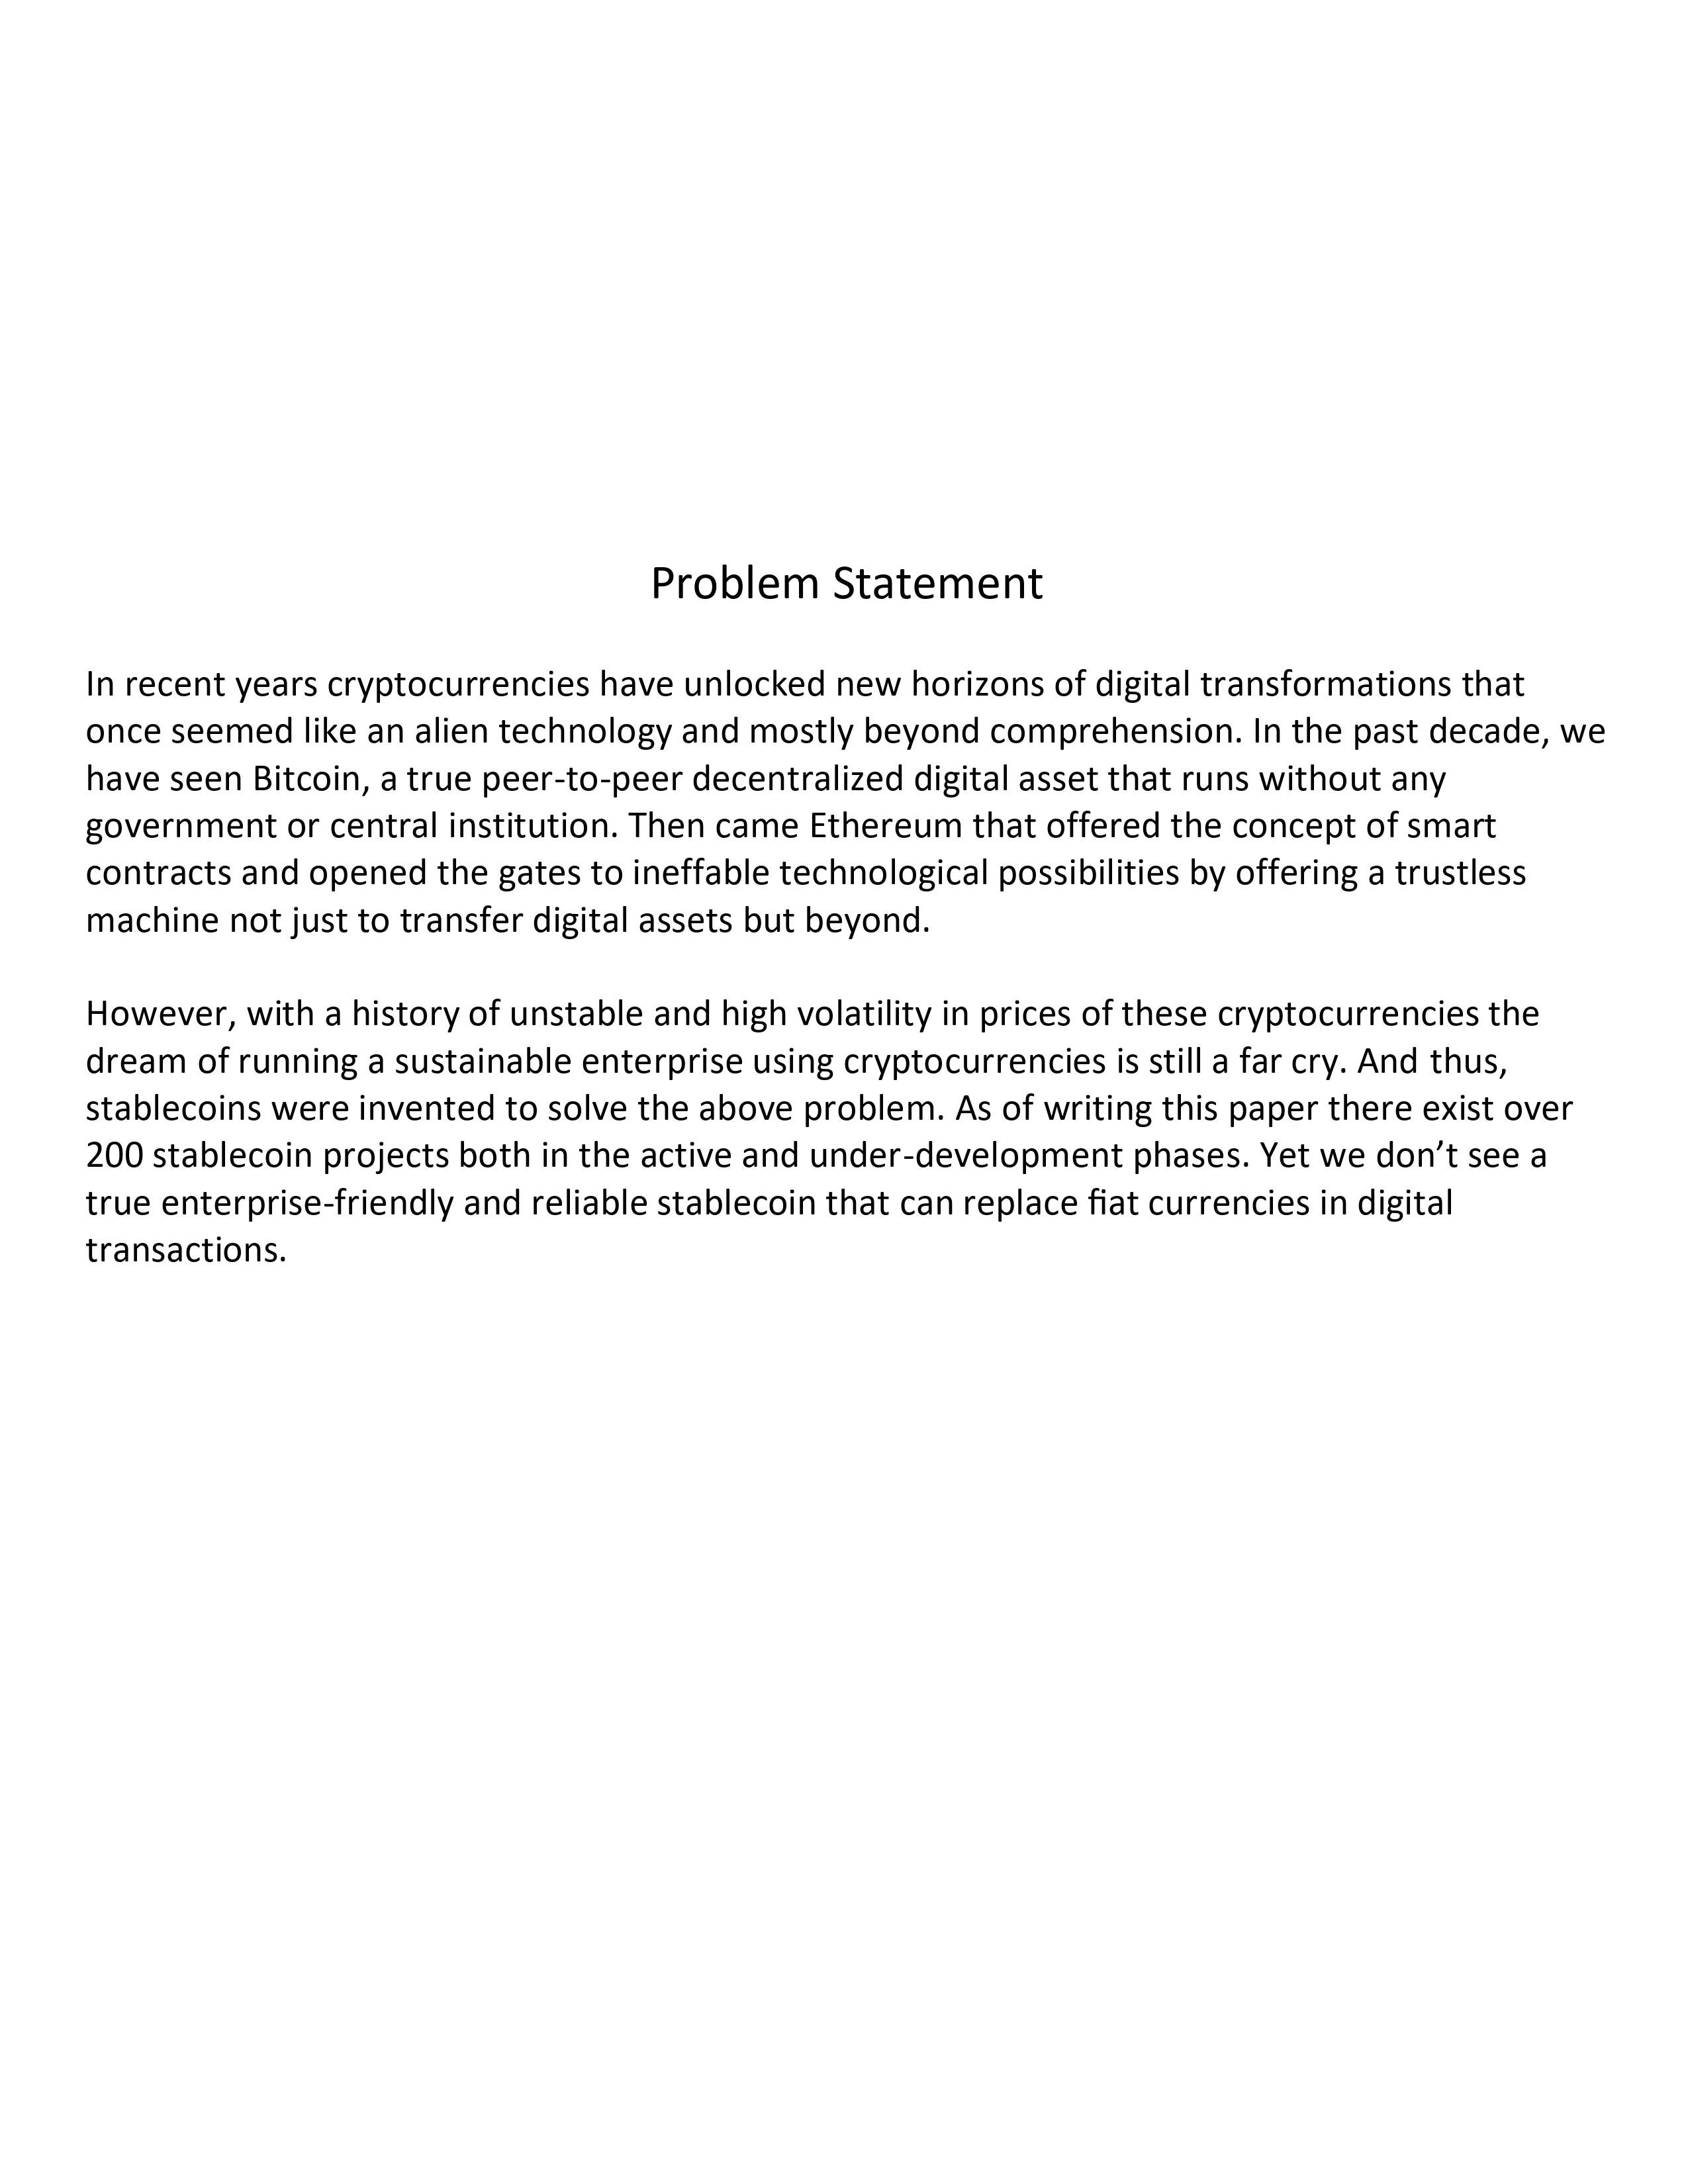 Problem Statement
In recent years cryptocurrencies have unlocked new horizons of digital transformations that
once seemed like an alien technology and mostly beyond comprehension. In the past decade, we
have seen Bitcoin, a true peer-to-peer decentralized digital asset that runs without any
government or central institution. Then came Ethereum that offered the concept of smart
contracts and opened the gates to ineffable technological possibilities by offering a trustless
machine not just to transfer digital assets but beyond.
However, with a history of unstable and high volatility in prices of these cryptocurrencies the
dream of running a sustainable enterprise using cryptocurrencies is still a far cry. And thus,
stablecoins were invented to solve the above problem. As of writing this paper there exist over
200 stablecoin projects both in the active and under-development phases. Yet we don’t see a
true enterprise-friendly and reliable stablecoin that can replace fiat currencies in digital
transactions.